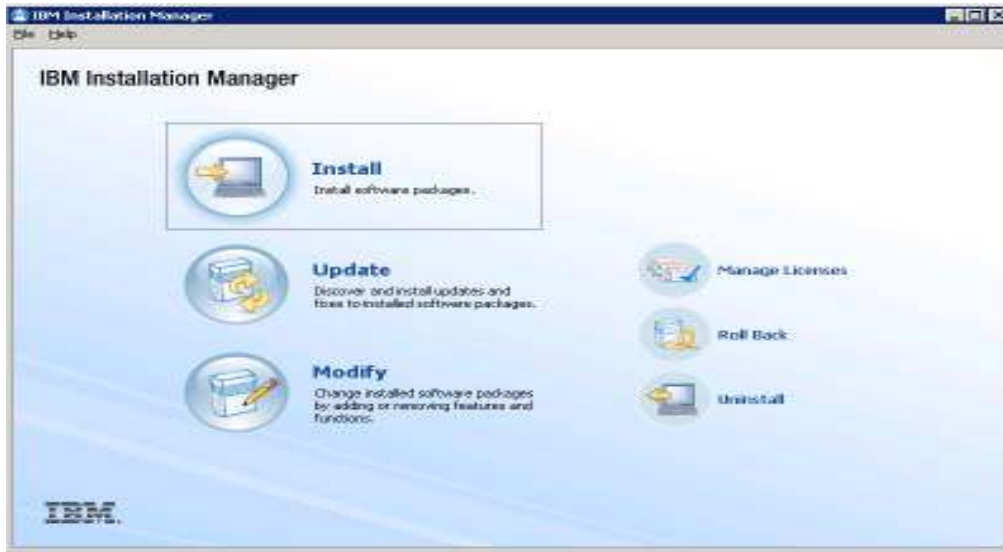 IBM Installation Manager
File Help
IBM Installation Manager
Install
Install software packages.
Update
Discover and install updates and
fixes to installed software packages.
Modify
Change installed software packages
by adding or removing features and
functions.
Manage Licenses
Roll Back
Uninstall
IBM.